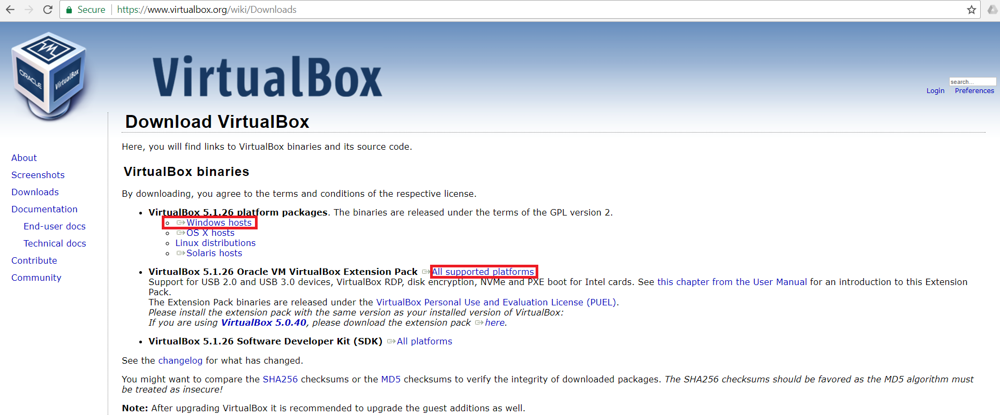 Secure | https://www.virtualbox.org/wiki/Downloads
ORACLE
VirtualBox
VirtualBox
search...
Login Preferences
Download VirtualBox
Here, you will find links to VirtualBox binaries and its source code.
About
Screenshots
Downloads
Documentation
End-user docs
Technical docs
Contribute
Community
VirtualBox binaries
By downloading, you agree to the terms and conditions of the respective license.
VirtualBox 5.1.26 platform packages. The binaries are released under the terms of the GPL version 2.
Windows hosts
OS X hosts
Linux distributions
Solaris hosts
VirtualBox 5.1.26 Oracle VM VirtualBox Extension Pack All supported platforms
Support for USB 2.0 and USB 3.0 devices, VirtualBox RDP, disk encryption, NVMe and PXE boot for Intel cards. See this chapter from the User Manual for an introduction to this Extension
Pack.
The Extension Pack binaries are released under the VirtualBox Personal Use and Evaluation License (PUEL).
Please install the extension pack with the same version as your installed version of VirtualBox:
If you are using VirtualBox 5.0.40, please download the extension pack here.
VirtualBox 5.1.26 Software Developer Kit (SDK) All platforms
See the changelog for what has changed.
You might want to compare the SHA256 checksums or the MD5 checksums to verify the integrity of downloaded packages. The SHA256 checksums should be favored as the MD5 algorithm must
be treated as insecure!
Note: After upgrading VirtualBox it is recommended to upgrade the guest additions as well.